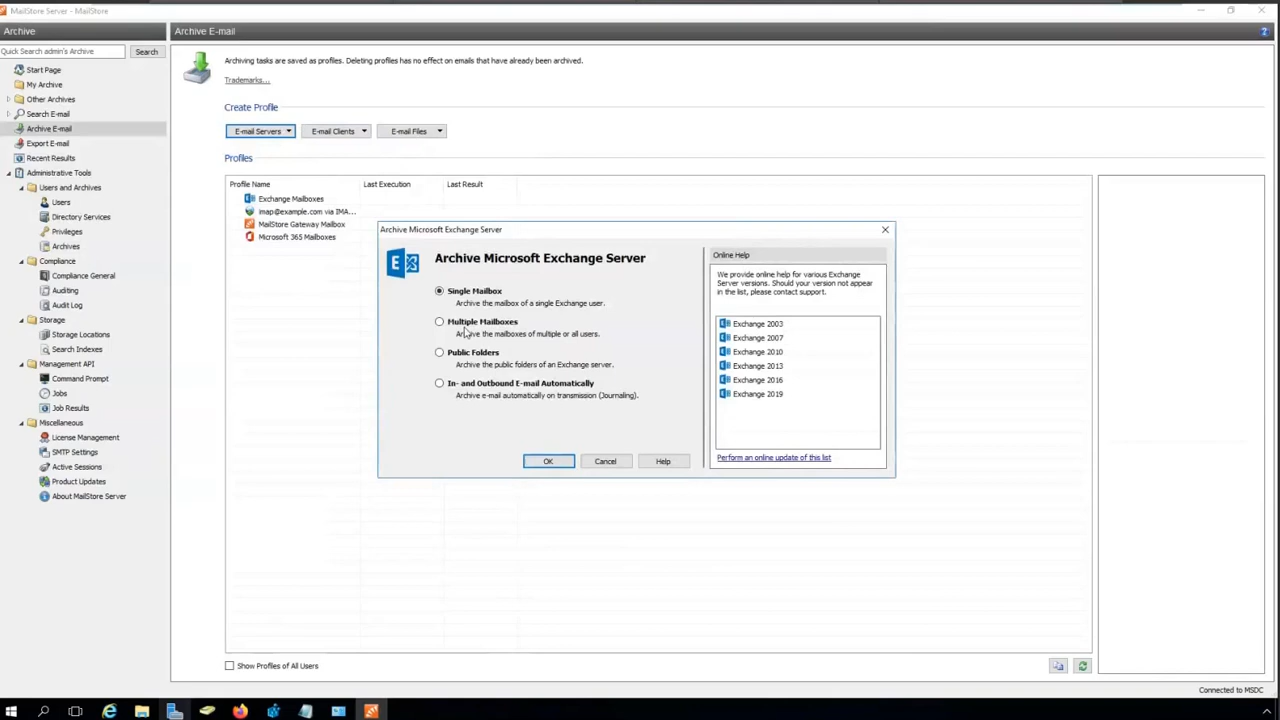 MailStore Server - MailStore
Archive
Archive E-mail
Quick Search admin's Archive
Search
Start Page
My Archive
Other Archives
Search E-mail
Archive E-mail
Export E-mail
Recent Results
Administrative Tools
Users and Archives
Users
Directory Services
Privileges
Archives
Compliance
Compliance General
Auditing
Audit Log
Storage
Storage Locations
Search Indexes
Management API
Command Prompt
Jobs
Job Results
Miscellaneous
License Management
SMTP Settings
Active Sessions
Product Updates
About MailStore Server
Archiving tasks are saved as profiles. Deleting profiles has no effect on emails that have already been archived.
Trademarks...
Create Profile
E-mail Servers
E-mail Clients
E-mail Files
Profiles
Profile Name Last Execution Last Result
Exchange Mailboxes
imap@example.com via IMA...
MailStore Gateway Mailbox
Microsoft 365 Mailboxes
Archive Microsoft Exchange Server
Archive Microsoft Exchange Server
Single Mailbox
Archive the mailbox of a single Exchange user.
Multiple Mailboxes
Archive the mailboxes of multiple or all users.
Public Folders
Archive the public folders of an Exchange server.
In- and Outbound E-mail Automatically
Archive e-mail automatically on transmission (Journaling).
OK
Cancel
Help
Online Help
We provide online help for various Exchange
Server versions. Should your version not appear
in the list, please contact support.
Exchange 2003
Exchange 2007
Exchange 2010
Exchange 2013
Exchange 2016
Exchange 2019
Perform an online update of this list
Show Profiles of All Users
Connected to MSDC